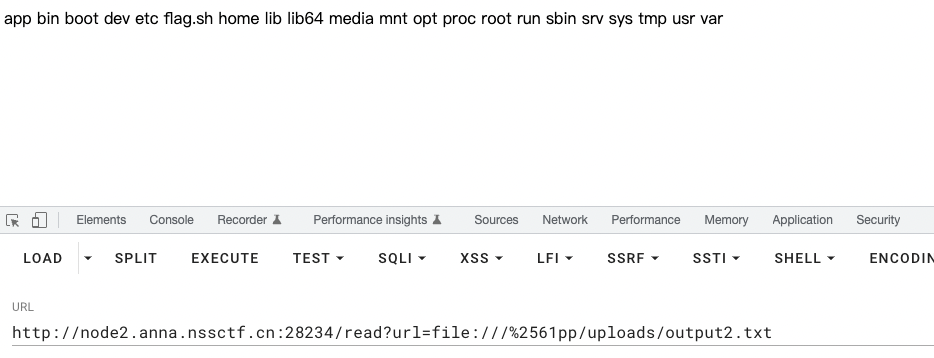 app bin boot dev etc flag.sh home lib lib64 media mnt opt proc root run sbin srv sys tmp usr var
Elements Console Recorder Performance insights Sources Network Performance Memory Application Security
LOAD SPLIT EXECUTE TEST SQLI XSS LFI SSRF SSTI SHELL ENCODIN
URL
http://node2.anna.nssctf.cn:28234/read?url=file:///%2561pp/uploads/output2.txt